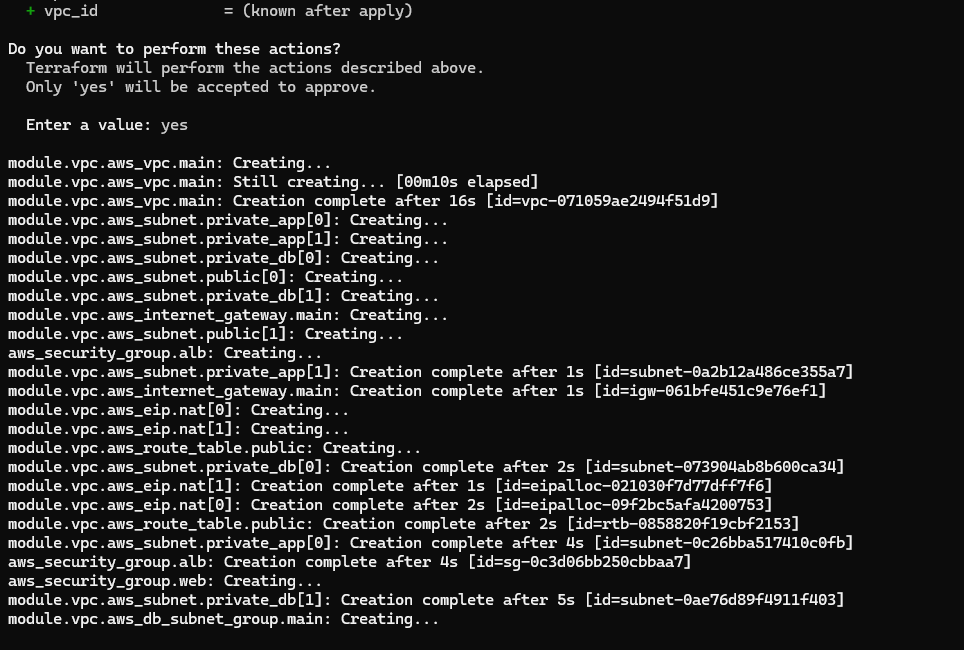 + vpc_id = (known after apply)
Do you want to perform these actions?
Terraform will perform the actions described above.
Only 'yes' will be accepted to approve.
Enter a value: yes
module.vpc.aws_vpc.main: Creating...
module.vpc.aws_vpc.main: Still creating... [00m10s elapsed]
module.vpc.aws_vpc.main: Creation complete after 16s [id=vpc-071059ae2494f51d9]
module.vpc.aws_subnet.private_app[0]: Creating...
module.vpc.aws_subnet.private_app[1]: Creating...
module.vpc.aws_subnet.private_db[0]: Creating...
module.vpc.aws_subnet.public[0]: Creating...
module.vpc.aws_subnet.private_db[1]: Creating...
module.vpc.aws_internet_gateway.main: Creating...
module.vpc.aws_subnet.public[1]: Creating...
aws_security_group.alb: Creating...
module.vpc.aws_subnet.private_app[1]: Creation complete after 1s [id=subnet-0a2b12a486ce355a7]
module.vpc.aws_internet_gateway.main: Creation complete after 1s [id=igw-061bfe451c9e76ef1]
module.vpc.aws_eip.nat[0]: Creating...
module.vpc.aws_eip.nat[1]: Creating...
module.vpc.aws_route_table.public: Creating...
module.vpc.aws_subnet.private_db[0]: Creation complete after 2s [id=subnet-073904ab8b600ca34]
module.vpc.aws_eip.nat[1]: Creation complete after 1s [id=eipalloc-021030f7d77dff7f6]
module.vpc.aws_eip.nat[0]: Creation complete after 2s [id=eipalloc-09f2bc5afa4200753]
module.vpc.aws_route_table.public: Creation complete after 2s [id=rtb-0858820f19cbf2153]
module.vpc.aws_subnet.private_app[0]: Creation complete after 4s [id=subnet-0c26bba517410c0fb]
aws_security_group.alb: Creation complete after 4s [id=sg-0c3d06bb250cbbaa7]
aws_security_group.web: Creating...
module.vpc.aws_subnet.private_db[1]: Creation complete after 5s [id=subnet-0ae76d89f4911f403]
module.vpc.aws_db_subnet_group.main: Creating...